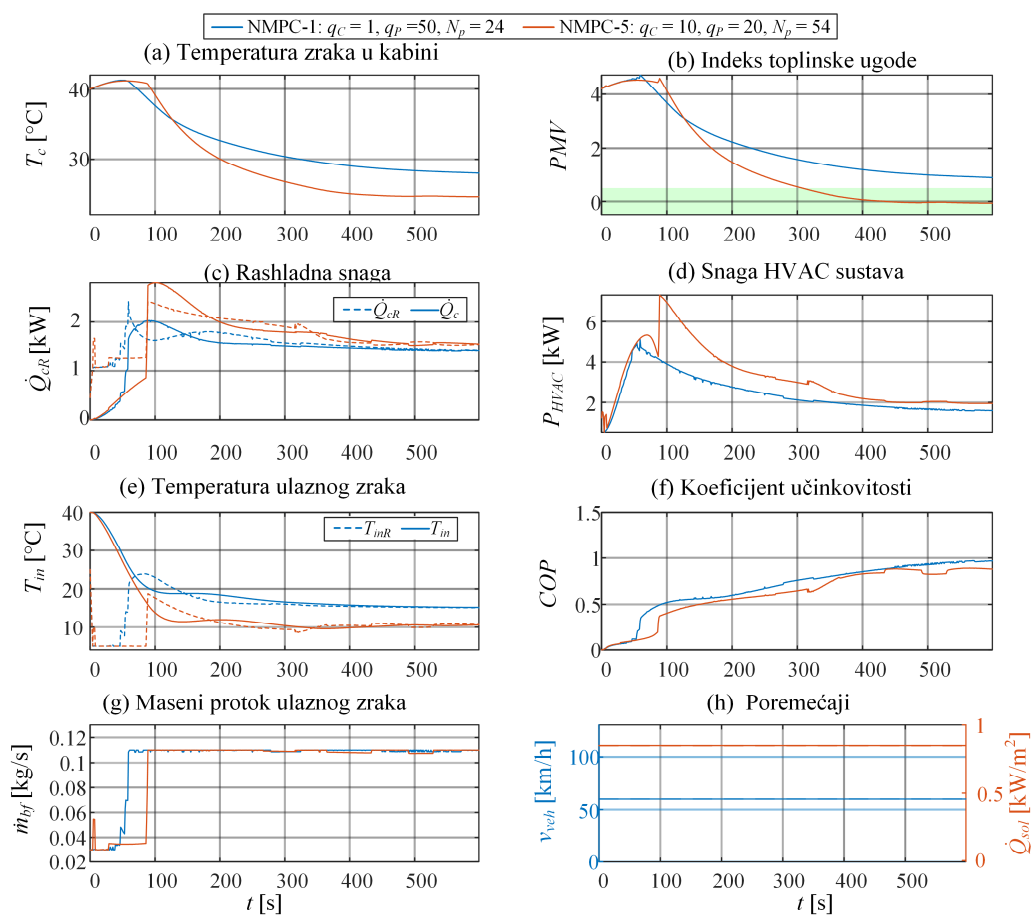 NMPC-1: q_C = 1, q_P =50, N_p = 24 NMPC-5: q_C = 10, q_P = 20, N_p = 54
(a) Temperatura zraka u kabini
T_c [°C]
40
30
0 100 200 300 400 500
(b) Indeks toplinske ugode
PMV
4
2
0
0 100 200 300 400 500
(c) Rashladna snaga
Q̇_cR Q̇_c
Q̇_cR [kW]
2
1
0
0 100 200 300 400 500
(d) Snaga HVAC sustava
P_HVAC [kW]
6
4
2
0 100 200 300 400 500
(e) Temperatura ulaznog zraka
T_inR T_in
T_in [°C]
40
30
20
10
0 100 200 300 400 500
(f) Koeficijent učinkovitosti
COP
1.5
1
0.5
0
0 100 200 300 400 500
(g) Maseni protok ulaznog zraka
ṁ_bf [kg/s]
0.12
0.10
0.08
0.06
0.04
0.02
0 100 200 300 400 500
t [s]
(h) Poremećaji
v_veh [km/h]
100
50
0
1
0.5
0
Q̇_sol [kW/m²]
0 100 200 300 400 500
t [s]